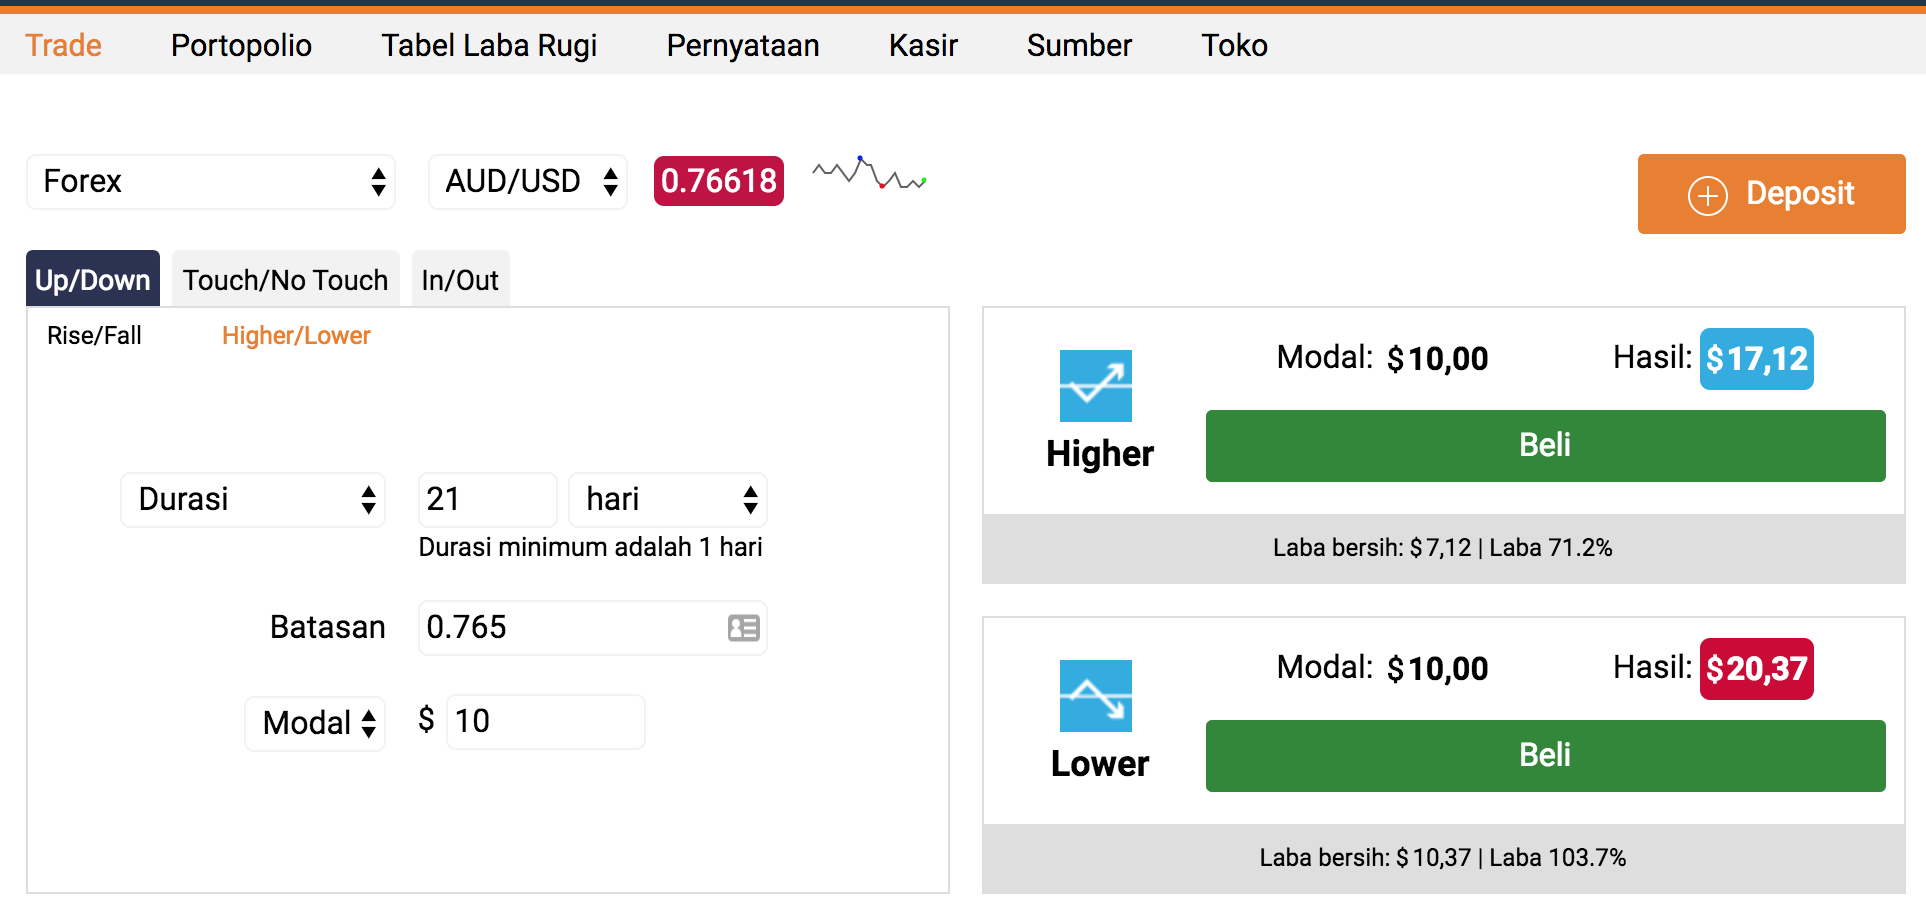 Trade Portopolio Tabel Laba Rugi Pernyataan Kasir Sumber Toko
Forex AUD/USD 0.76618 Deposit
Up/Down Touch/No Touch In/Out
Rise/Fall Higher/Lower
Durasi 21 hari
Durasi minimum adalah 1 hari
Batasan 0.765
Modal $ 10
Modal: $10,00 Hasil: $17,12
Higher
Beli
Laba bersih: $7,12 | Laba 71.2%
Modal: $10,00 Hasil: $20,37
Lower
Beli
Laba bersih: $10,37 | Laba 103.7%